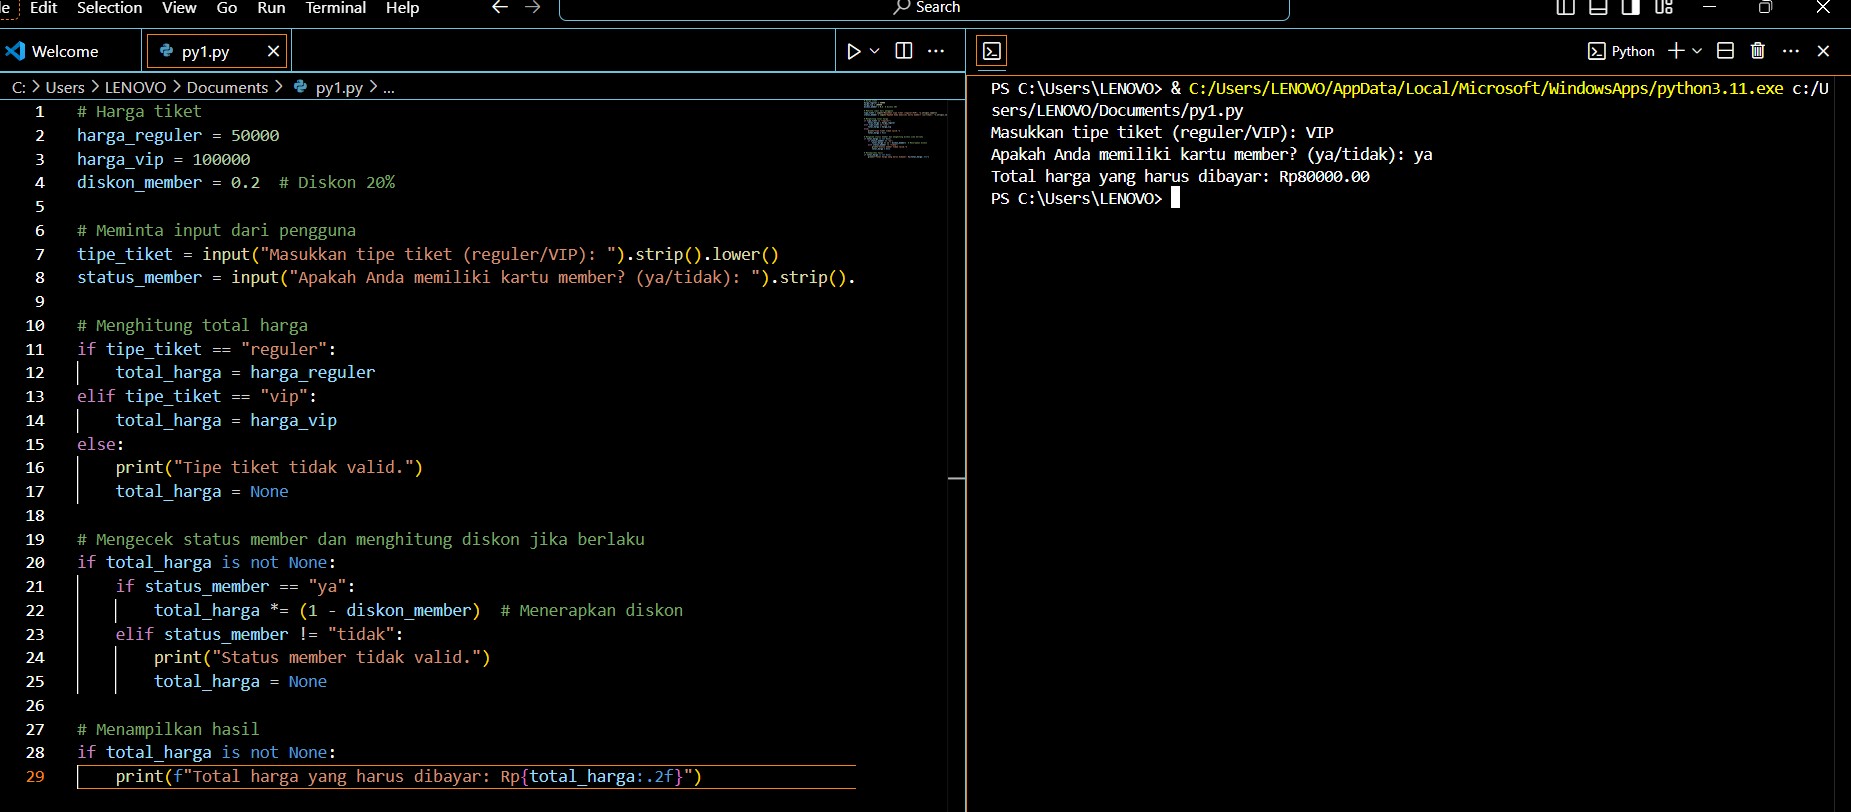 Edit Selection View Go Run Terminal Help Search
Welcome py1.py
C: > Users > LENOVO > Documents > py1.py > ...
1 # Harga tiket
2 harga_reguler = 50000
3 harga_vip = 100000
4 diskon_member = 0.2  # Diskon 20%
5
6 # Meminta input dari pengguna
7 tipe_tiket = input("Masukkan tipe tiket (reguler/VIP): ").strip().lower()
8 status_member = input("Apakah Anda memiliki kartu member? (ya/tidak): ").strip().
9
10 # Menghitung total harga
11 if tipe_tiket == "reguler":
12     total_harga = harga_reguler
13 elif tipe_tiket == "vip":
14     total_harga = harga_vip
15 else:
16     print("Tipe tiket tidak valid.")
17     total_harga = None
18
19 # Mengecek status member dan menghitung diskon jika berlaku
20 if total_harga is not None:
21     if status_member == "ya":
22         total_harga *= (1 - diskon_member)  # Menerapkan diskon
23     elif status_member != "tidak":
24         print("Status member tidak valid.")
25         total_harga = None
26
27 # Menampilkan hasil
28 if total_harga is not None:
29     print(f"Total harga yang harus dibayar: Rp{total_harga:.2f}")
Python
PS C:\Users\LENOVO> & C:/Users/LENOVO/AppData/Local/Microsoft/WindowsApps/python3.11.exe c:/U
sers/LENOVO/Documents/py1.py
Masukkan tipe tiket (reguler/VIP): VIP
Apakah Anda memiliki kartu member? (ya/tidak): ya
Total harga yang harus dibayar: Rp80000.00
PS C:\Users\LENOVO>